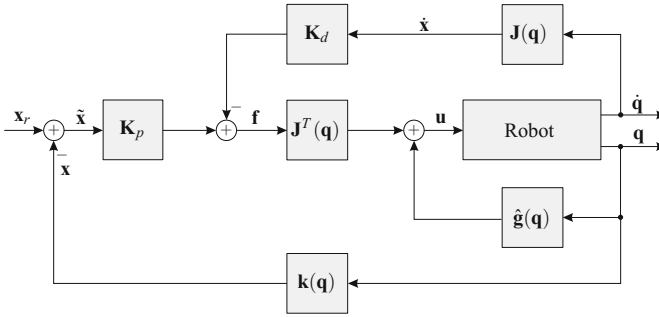 K_d
ẋ
J(q)
x_r
+
x̃
K_p
−
+
f
J^T(q)
+
u
Robot
q̇
q
−
x
ĝ(q)
k(q)